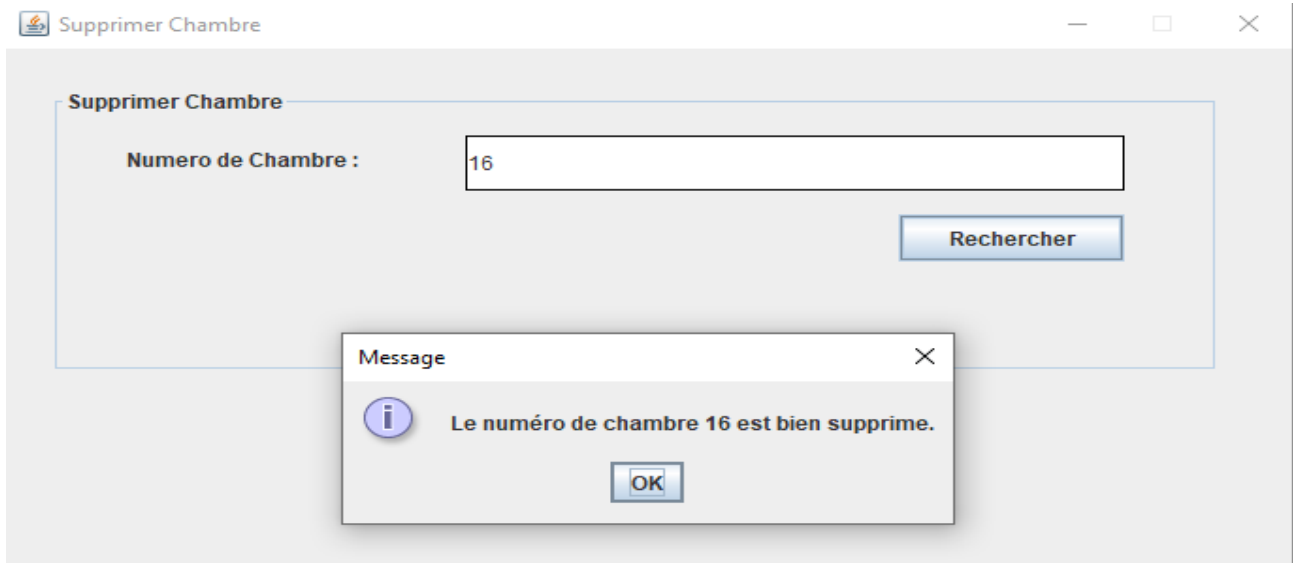 Supprimer Chambre
Supprimer Chambre
Numero de Chambre :
16
Rechercher
Message
i
Le numéro de chambre 16 est bien supprime.
OK